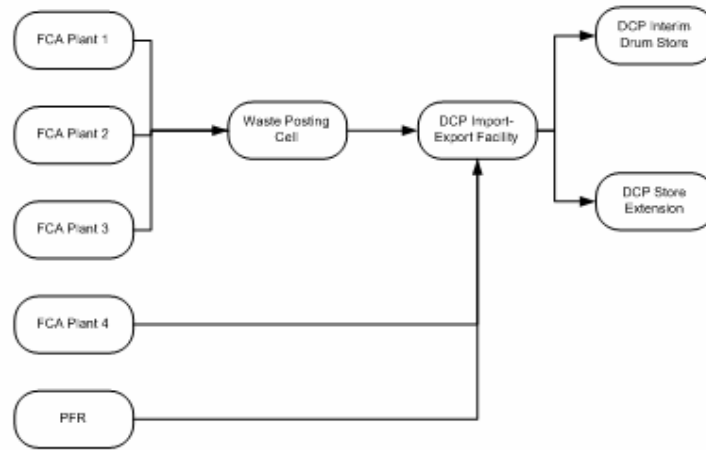 FCA Plant 1
FCA Plant 2
FCA Plant 3
FCA Plant 4
PFR
Waste Posting
Cell
DCP Import-
Export Facility
DCP Interim
Drum Store
DCP Store
Extension